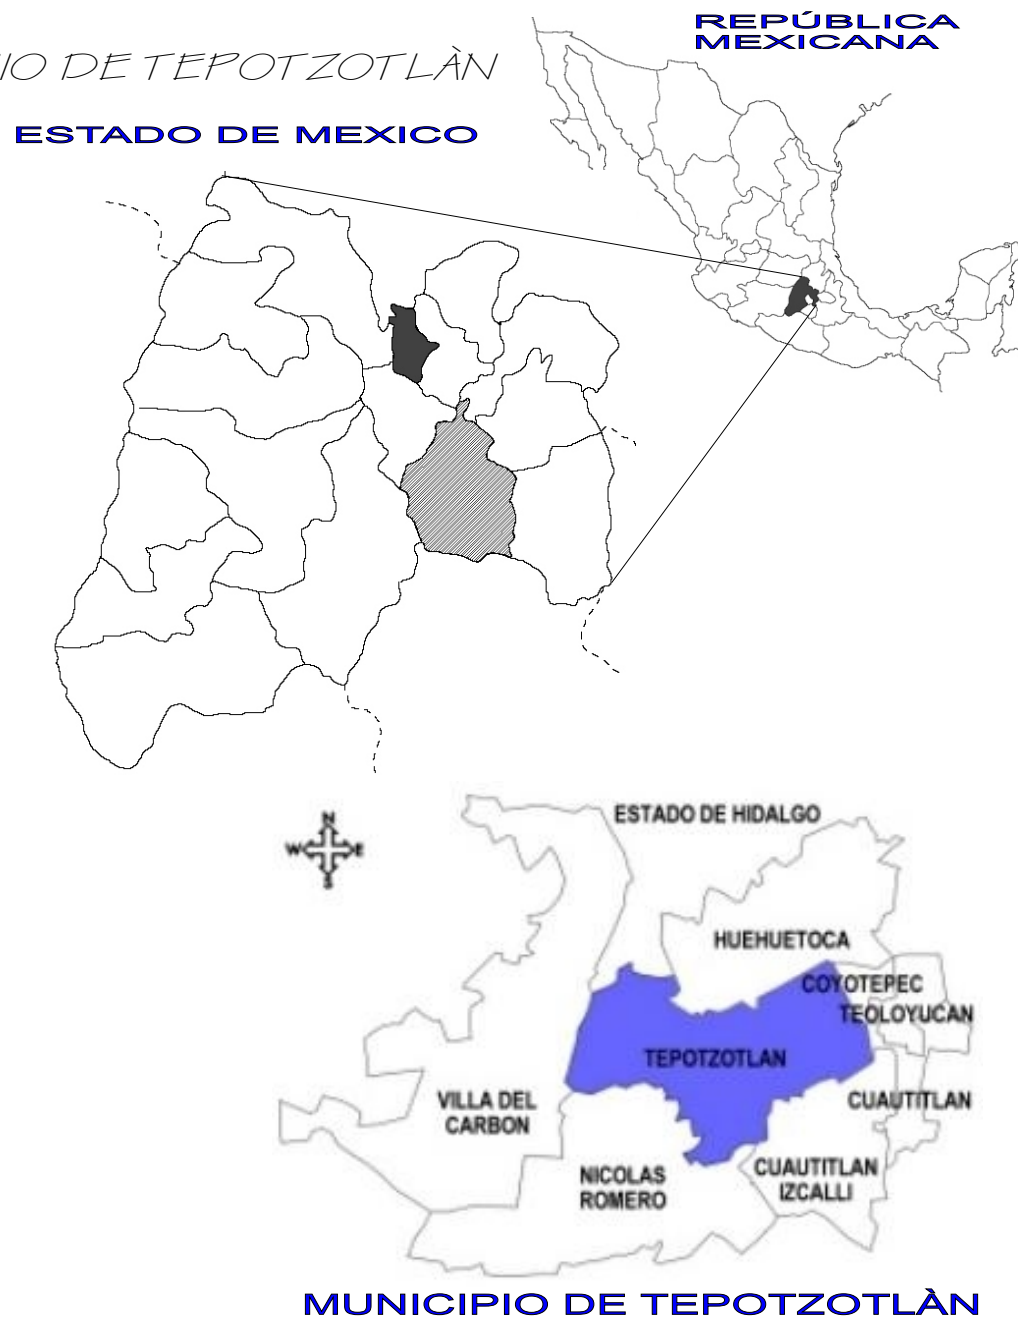 REPÚBLICA
MEXICANA
IO DE TEPOTZOTLÀN
ESTADO DE MEXICO
ESTADO DE HIDALGO
N
W E
S
HUEHUETOCA
COYOTEPEC
TEOLOYUCAN
TEPOTZOTLAN
VILLA DEL
CARBON
CUAUTITLAN
NICOLAS
ROMERO
CUAUTITLAN
IZCALLI
MUNICIPIO DE TEPOTZOTLÀN